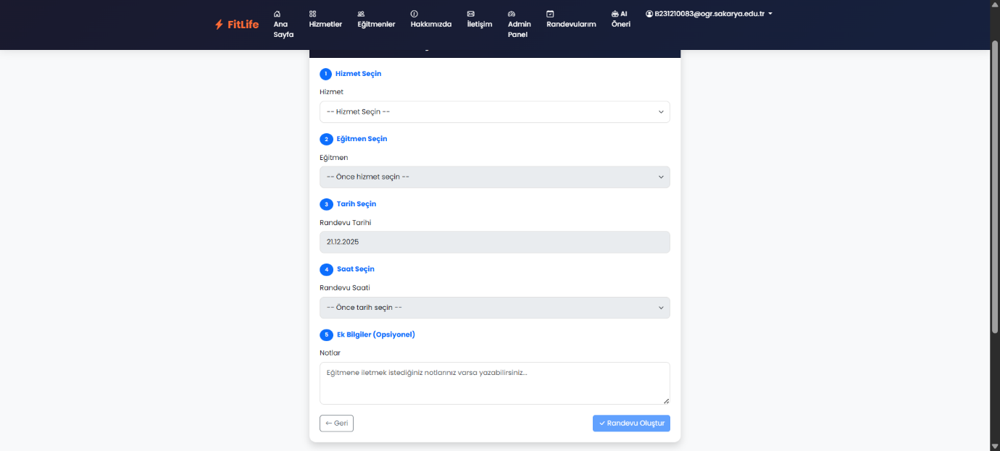 FitLife
Ana Sayfa
Hizmetler
Eğitmenler
Hakkımızda
İletişim
Admin Panel
Randevularım
AI Öneri
B231210083@ogr.sakarya.edu.tr
1 Hizmet Seçin
Hizmet
-- Hizmet Seçin --
2 Eğitmen Seçin
Eğitmen
-- Önce hizmet seçin --
3 Tarih Seçin
Randevu Tarihi
21.12.2025
4 Saat Seçin
Randevu Saati
-- Önce tarih seçin --
5 Ek Bilgiler (Opsiyonel)
Notlar
Eğitmene iletmek istediğiniz notlarınız varsa yazabilirsiniz...
← Geri
✓ Randevu Oluştur